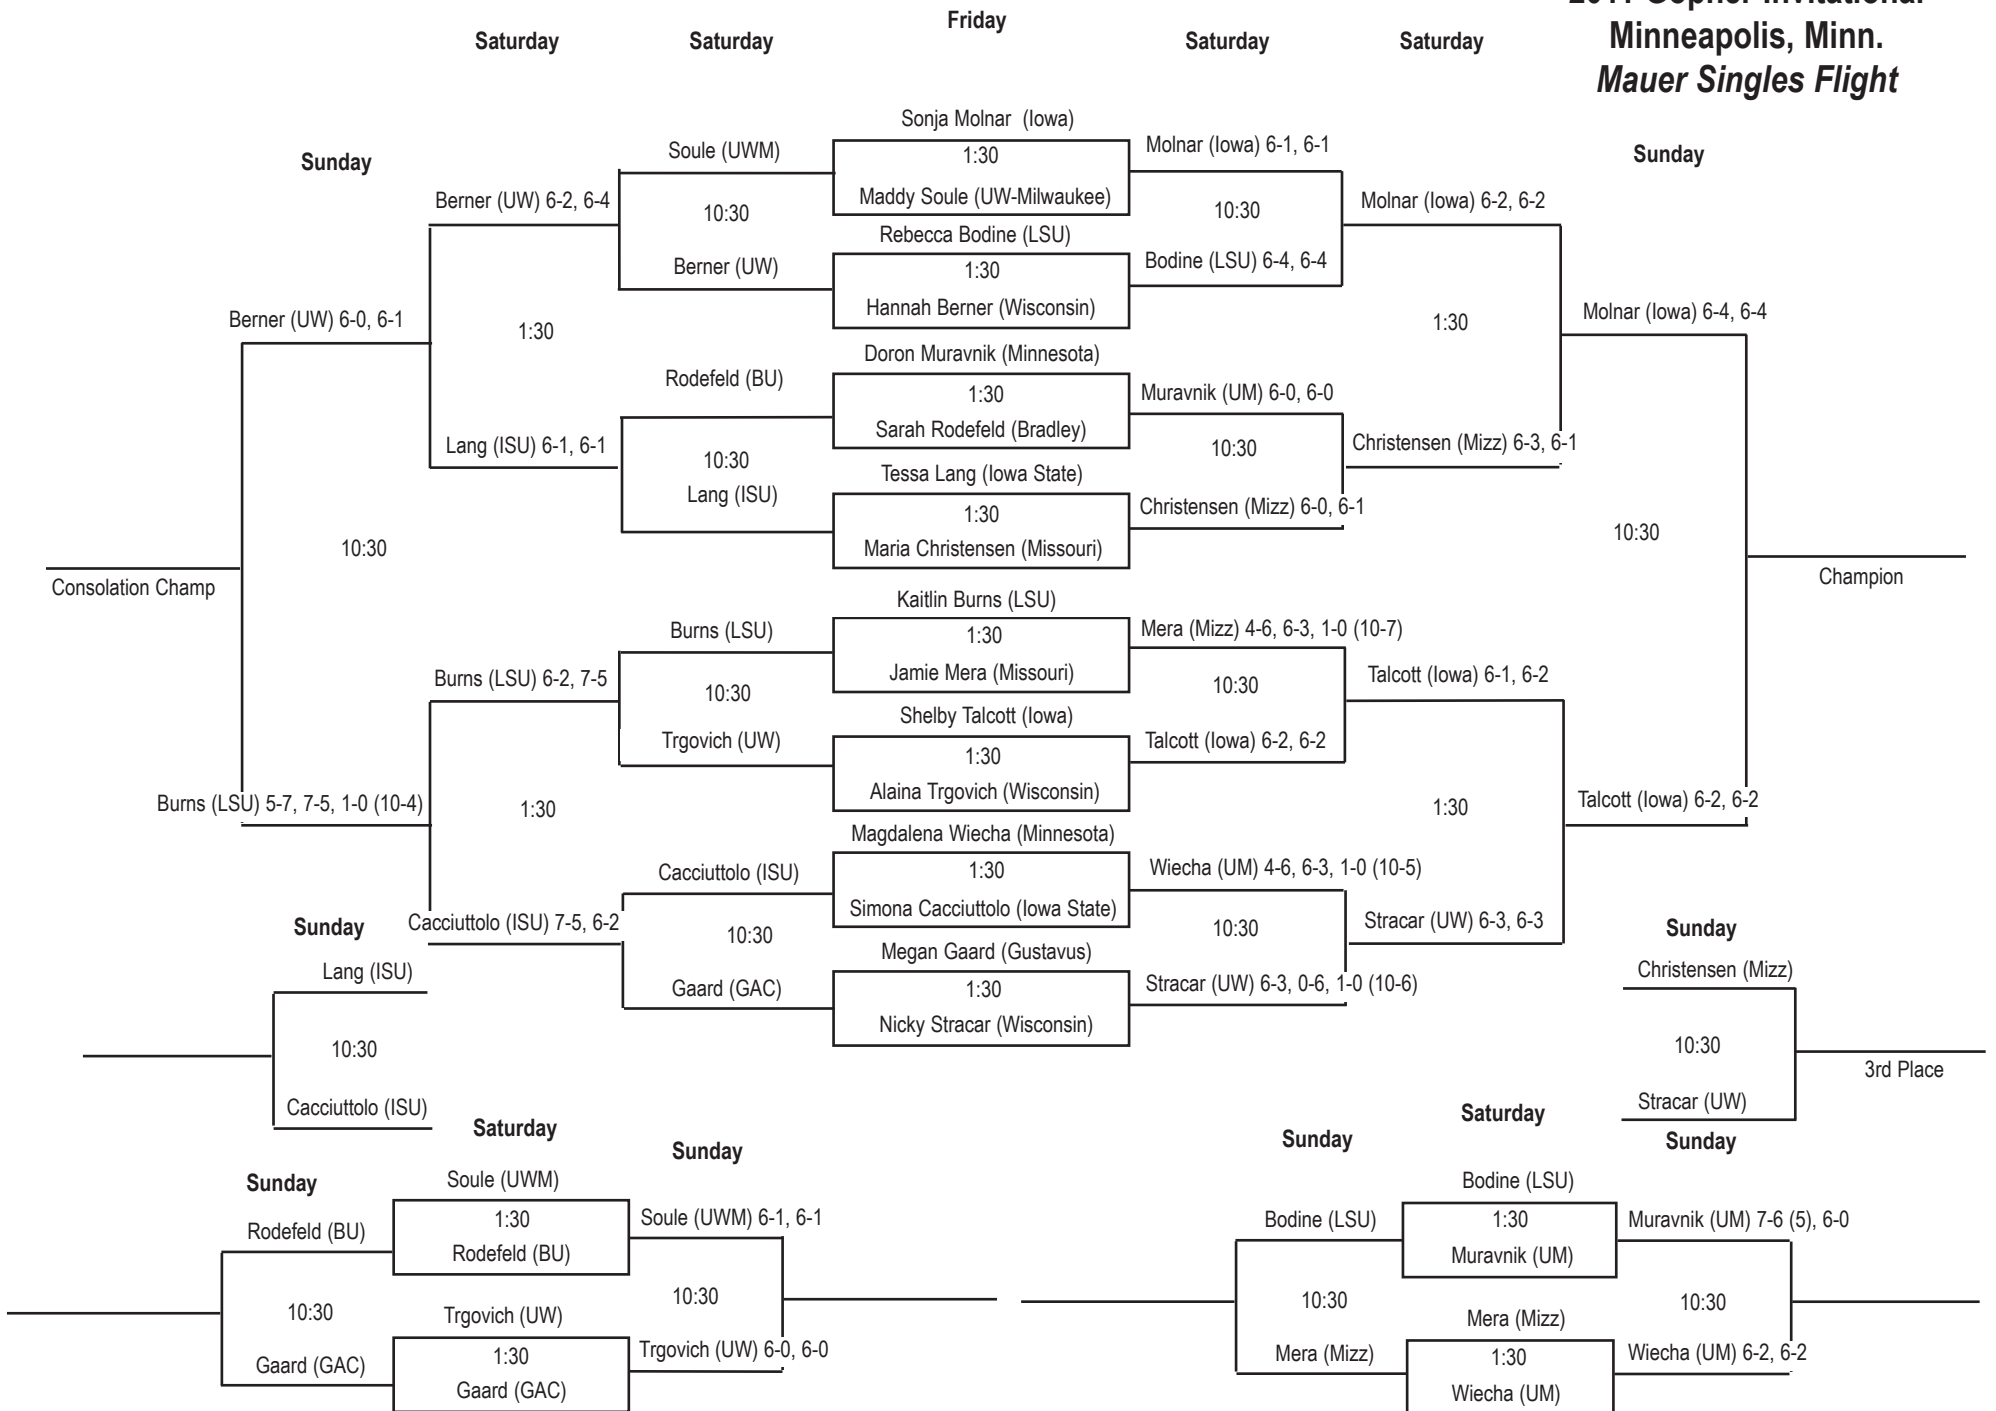 2011 Gopher Invitational
Minneapolis, Minn.
Mauer Singles Flight
Friday
Saturday
Saturday
Saturday
Saturday
Sunday
Sunday
Sonja Molnar (Iowa)
1:30
Maddy Soule (UW-Milwaukee)
Rebecca Bodine (LSU)
1:30
Hannah Berner (Wisconsin)
Doron Muravnik (Minnesota)
1:30
Sarah Rodefeld (Bradley)
Tessa Lang (Iowa State)
1:30
Maria Christensen (Missouri)
Kaitlin Burns (LSU)
1:30
Jamie Mera (Missouri)
Shelby Talcott (Iowa)
1:30
Alaina Trgovich (Wisconsin)
Magdalena Wiecha (Minnesota)
1:30
Simona Cacciuttolo (Iowa State)
Megan Gaard (Gustavus)
1:30
Nicky Stracar (Wisconsin)
Molnar (Iowa) 6-1, 6-1
10:30
Bodine (LSU) 6-4, 6-4
Muravnik (UM) 6-0, 6-0
10:30
Christensen (Mizz) 6-0, 6-1
Mera (Mizz) 4-6, 6-3, 1-0 (10-7)
10:30
Talcott (Iowa) 6-2, 6-2
Wiecha (UM) 4-6, 6-3, 1-0 (10-5)
10:30
Stracar (UW) 6-3, 0-6, 1-0 (10-6)
Molnar (Iowa) 6-2, 6-2
1:30
Christensen (Mizz) 6-3, 6-1
Talcott (Iowa) 6-1, 6-2
1:30
Stracar (UW) 6-3, 6-3
Molnar (Iowa) 6-4, 6-4
10:30
Talcott (Iowa) 6-2, 6-2
Champion
Soule (UWM)
10:30
Berner (UW)
Rodefeld (BU)
10:30
Lang (ISU)
Burns (LSU)
10:30
Trgovich (UW)
Cacciuttolo (ISU)
10:30
Gaard (GAC)
Berner (UW) 6-2, 6-4
1:30
Lang (ISU) 6-1, 6-1
Burns (LSU) 6-2, 7-5
1:30
Cacciuttolo (ISU) 7-5, 6-2
Berner (UW) 6-0, 6-1
10:30
Burns (LSU) 5-7, 7-5, 1-0 (10-4)
Consolation Champ
Sunday
Lang (ISU)
10:30
Cacciuttolo (ISU)
Sunday
Christensen (Mizz)
10:30
Stracar (UW)
3rd Place
Saturday
Sunday
Sunday
Soule (UWM)
1:30
Rodefeld (BU)
Trgovich (UW)
1:30
Gaard (GAC)
Soule (UWM) 6-1, 6-1
10:30
Trgovich (UW) 6-0, 6-0
Rodefeld (BU)
10:30
Gaard (GAC)
Saturday
Sunday
Sunday
Bodine (LSU)
1:30
Muravnik (UM)
Mera (Mizz)
1:30
Wiecha (UM)
Muravnik (UM) 7-6 (5), 6-0
10:30
Wiecha (UM) 6-2, 6-2
Bodine (LSU)
10:30
Mera (Mizz)